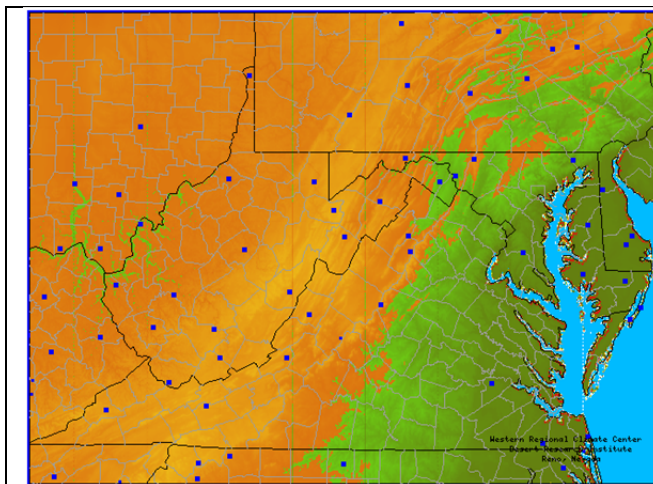 Western Regional Climate Center
Desert Research Institute
Reno, Nevada